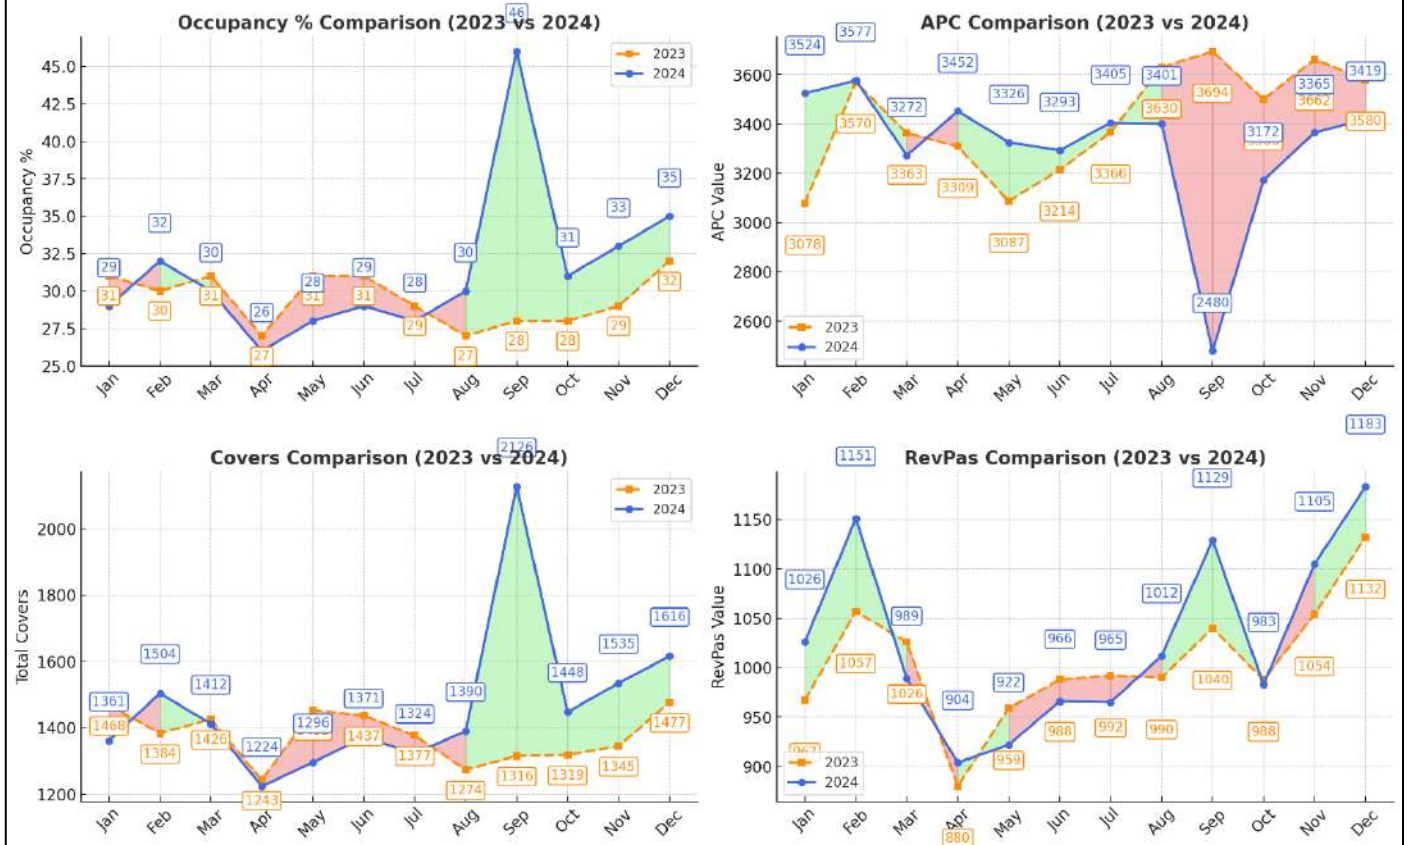 Occupancy % Comparison (2023 vs 2024)
46
2023
2024
Occupancy %
45.0
42.5
40.0
37.5
35.0
32.5
30.0
27.5
25.0
29
32
30
26
28
29
28
30
31
33
35
31
30
31
27
31
31
29
27
28
28
29
32
Jan
Feb
Mar
Apr
May
Jun
Jul
Aug
Sep
Oct
Nov
Dec
APC Comparison (2023 vs 2024)
APC Value
3600
3400
3200
3000
2800
2600
3524
3577
3272
3452
3326
3293
3405
3401
2480
3172
3365
3419
3078
3570
3363
3309
3087
3214
3366
3630
3694
3662
3580
2023
2024
Jan
Feb
Mar
Apr
May
Jun
Jul
Aug
Sep
Oct
Nov
Dec
Covers Comparison (2023 vs 2024)
2126
2023
2024
Total Covers
2000
1800
1600
1400
1200
1361
1504
1412
1224
1296
1371
1324
1390
1448
1535
1616
1468
1384
1426
1243
1437
1377
1274
1316
1319
1345
1477
Jan
Feb
Mar
Apr
May
Jun
Jul
Aug
Sep
Oct
Nov
Dec
RevPas Comparison (2023 vs 2024)
RevPas Value
1150
1100
1050
1000
950
900
1026
1151
989
904
922
966
965
1012
1129
983
1105
1183
967
1057
1026
880
959
988
992
990
1040
988
1054
1132
2023
2024
Jan
Feb
Mar
Apr
May
Jun
Jul
Aug
Sep
Oct
Nov
Dec